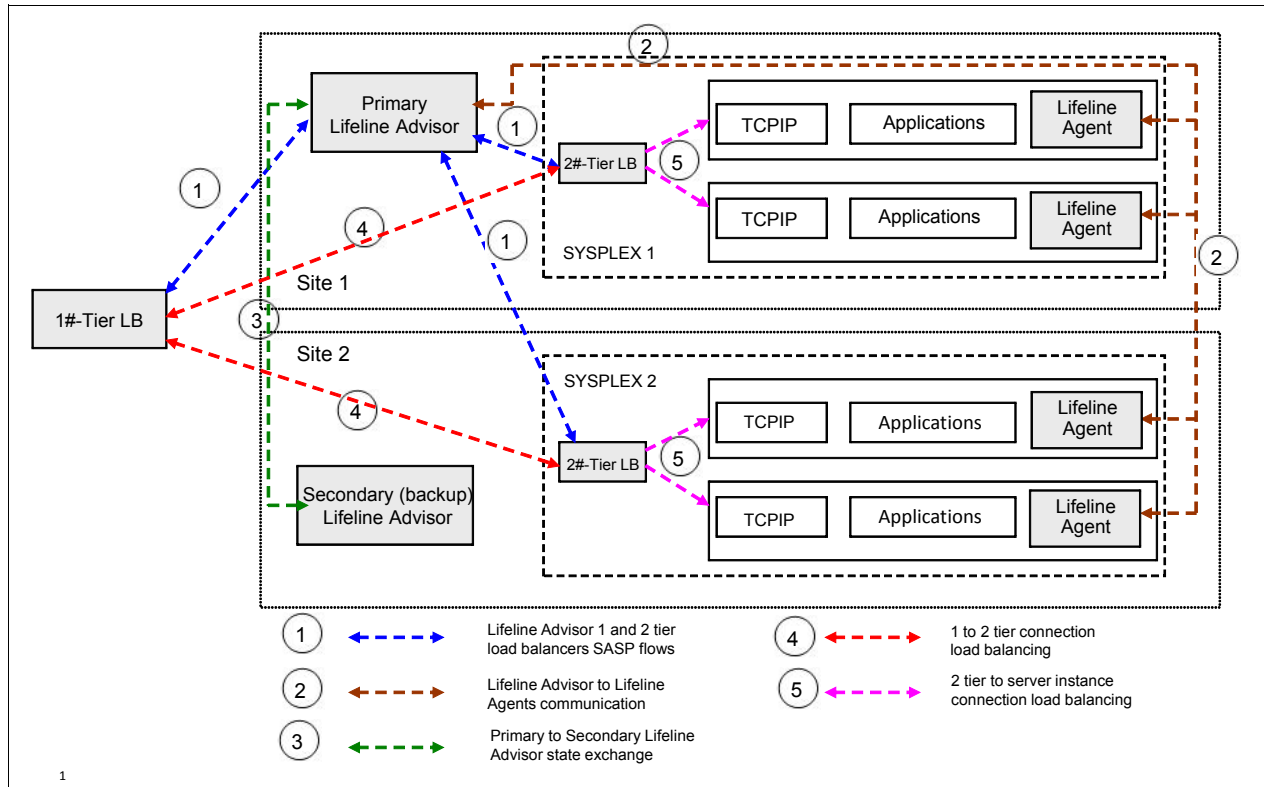 2
Primary
Lifeline Advisor
1
TCPIP
Applications
Lifeline
Agent
2#-Tier LB
5
1
TCPIP
Applications
Lifeline
Agent
4
1
SYSPLEX 1
2
Site 1
1#-Tier LB
3
Site 2
SYSPLEX 2
4
TCPIP
Applications
Lifeline
Agent
2#-Tier LB
5
Secondary (backup)
Lifeline Advisor
TCPIP
Applications
Lifeline
Agent
1
Lifeline Advisor 1 and 2 tier
load balancers SASP flows
2
Lifeline Advisor to Lifeline
Agents communication
3
Primary to Secondary Lifeline
Advisor state exchange
4
1 to 2 tier connection
load balancing
5
2 tier to server instance
connection load balancing
1